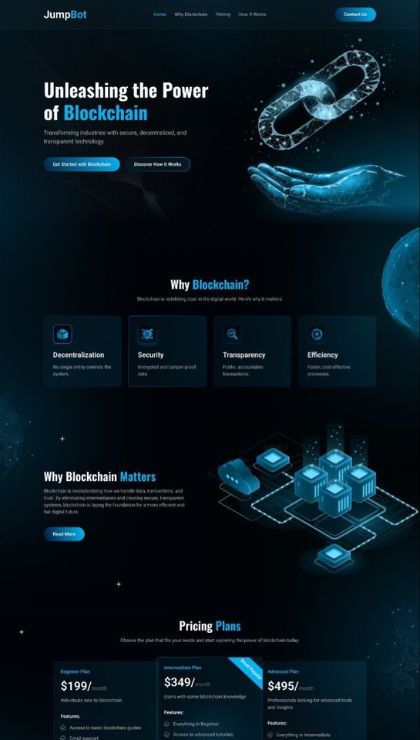 JumpBot
Home Why Blockchain Pricing How It Works
Contact Us
Unleashing the Power
of Blockchain
Transforming industries with secure, decentralized, and
transparent technology.
Get Started with Blockchain
Discover How It Works
Why Blockchain?
Blockchain is redefining trust in the digital world. Here's why it matters
Decentralization
No single entity controls the
system.
Security
Encrypted and tamper-proof
data.
Transparency
Public, accountable
transactions.
Efficiency
Faster, cost-effective
processes.
Why Blockchain Matters
Blockchain is revolutionizing how we handle data, transactions, and
trust. By eliminating intermediaries and creating secure, transparent
systems, blockchain is laying the foundation for a more efficient and
fair digital future.
Read More
Pricing Plans
Choose the plan that fits your needs and start exploring the power of blockchain today.
Beginner Plan
$199/month
Individuals new to blockchain
Features:
Access to basic blockchain guides
Email support
Most Popular
Intermediate Plan
$349/month
Users with some blockchain knowledge
Features:
Everything in Beginner
Access to advanced tutorials
Advanced Plan
$495/month
Professionals looking for advanced tools
and insights
Features:
Everything in Intermediate